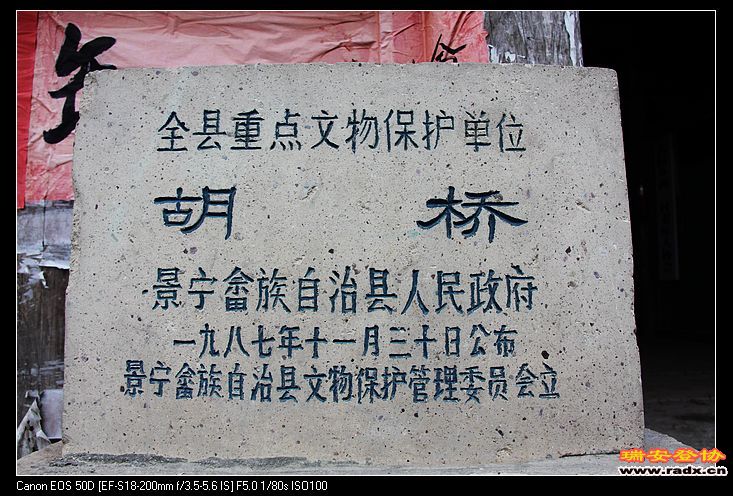 全县重点文物保护单位
胡桥
景宁畲族自治县人民政府
一九八七年十一月三十日公布
景宁畲族自治县文物保护管理委员会立
瑞安登协
www.radx.cn
Canon EOS 50D [EF-S18-200mm f/3.5-5.6 IS] F5.0 1/80s ISO100